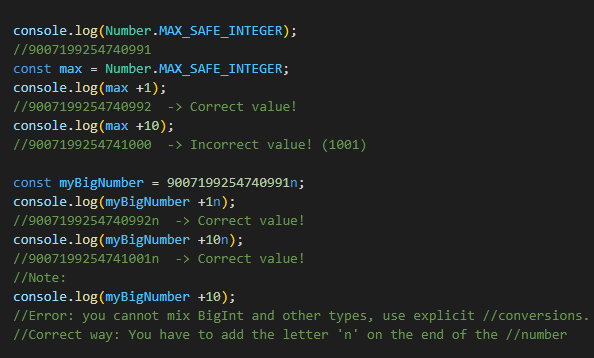 console.log(Number.MAX_SAFE_INTEGER);
//9007199254740991
const max = Number.MAX_SAFE_INTEGER;
console.log(max +1);
//9007199254740992  -> Correct value!
console.log(max +10);
//9007199254741000  -> Incorrect value! (1001)
const myBigNumber = 9007199254740991n;
console.log(myBigNumber +1n);
//9007199254740992n  -> Correct value!
console.log(myBigNumber +10n);
//9007199254741001n  -> Correct value!
//Note:
console.log(myBigNumber +10);
//Error: you cannot mix BigInt and other types, use explicit //conversions.
//Correct way: You have to add the letter 'n' on the end of the //number